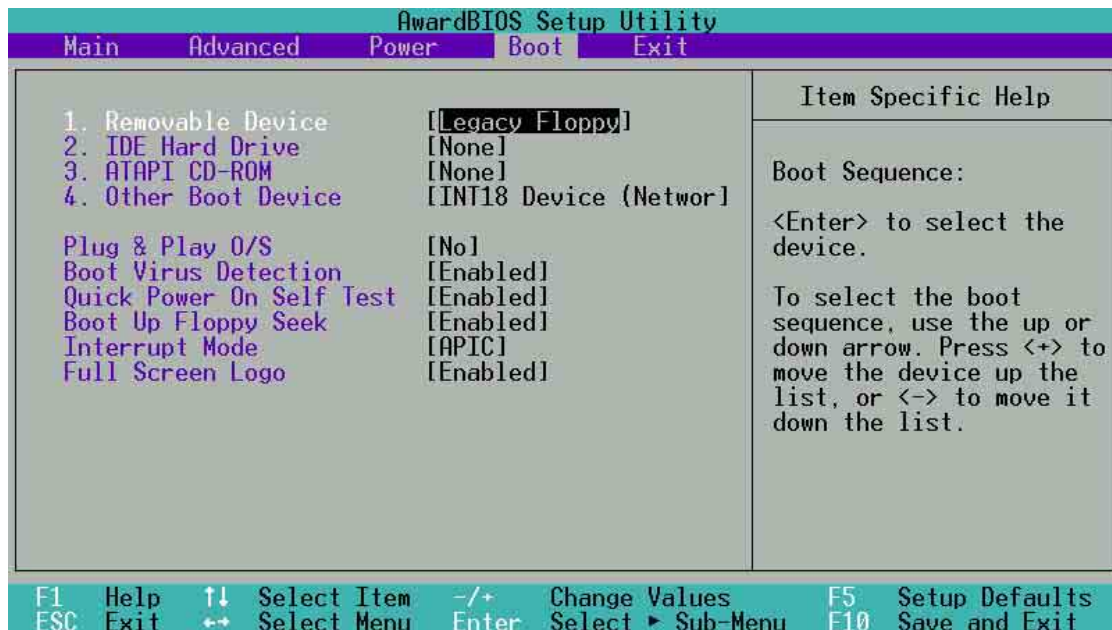 AwardBIOS Setup Utility
Main Advanced Power Boot Exit
1. Removable Device [Legacy Floppy]
2. IDE Hard Drive [None]
3. ATAPI CD-ROM [None]
4. Other Boot Device [INT18 Device (Networ]
Plug & Play O/S [No]
Boot Virus Detection [Enabled]
Quick Power On Self Test [Enabled]
Boot Up Floppy Seek [Enabled]
Interrupt Mode [APIC]
Full Screen Logo [Enabled]
Item Specific Help
Boot Sequence:
<Enter> to select the
device.
To select the boot
sequence, use the up or
down arrow. Press <+> to
move the device up the
list, or <-> to move it
down the list.
F1 Help ↑↓ Select Item -/+ Change Values F5 Setup Defaults
ESC Exit ←→ Select Menu Enter Select ► Sub-Menu F10 Save and Exit